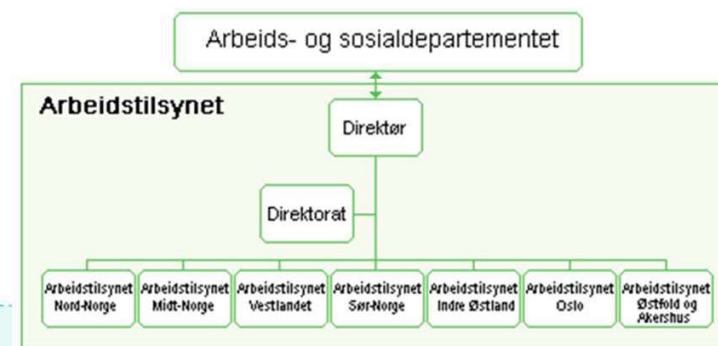 Arbeids- og sosialdepartementet
Arbeidstilsynet
Direktør
Direktorat
Arbeidstilsynet
Nord-Norge
Arbeidstilsynet
Midt-Norge
Arbeidstilsynet
Vestlandet
Arbeidstilsynet
Sør-Norge
Arbeidstilsynet
Indre Østland
Arbeidstilsynet
Oslo
Arbeidstilsynet
Østfold og
Akershus